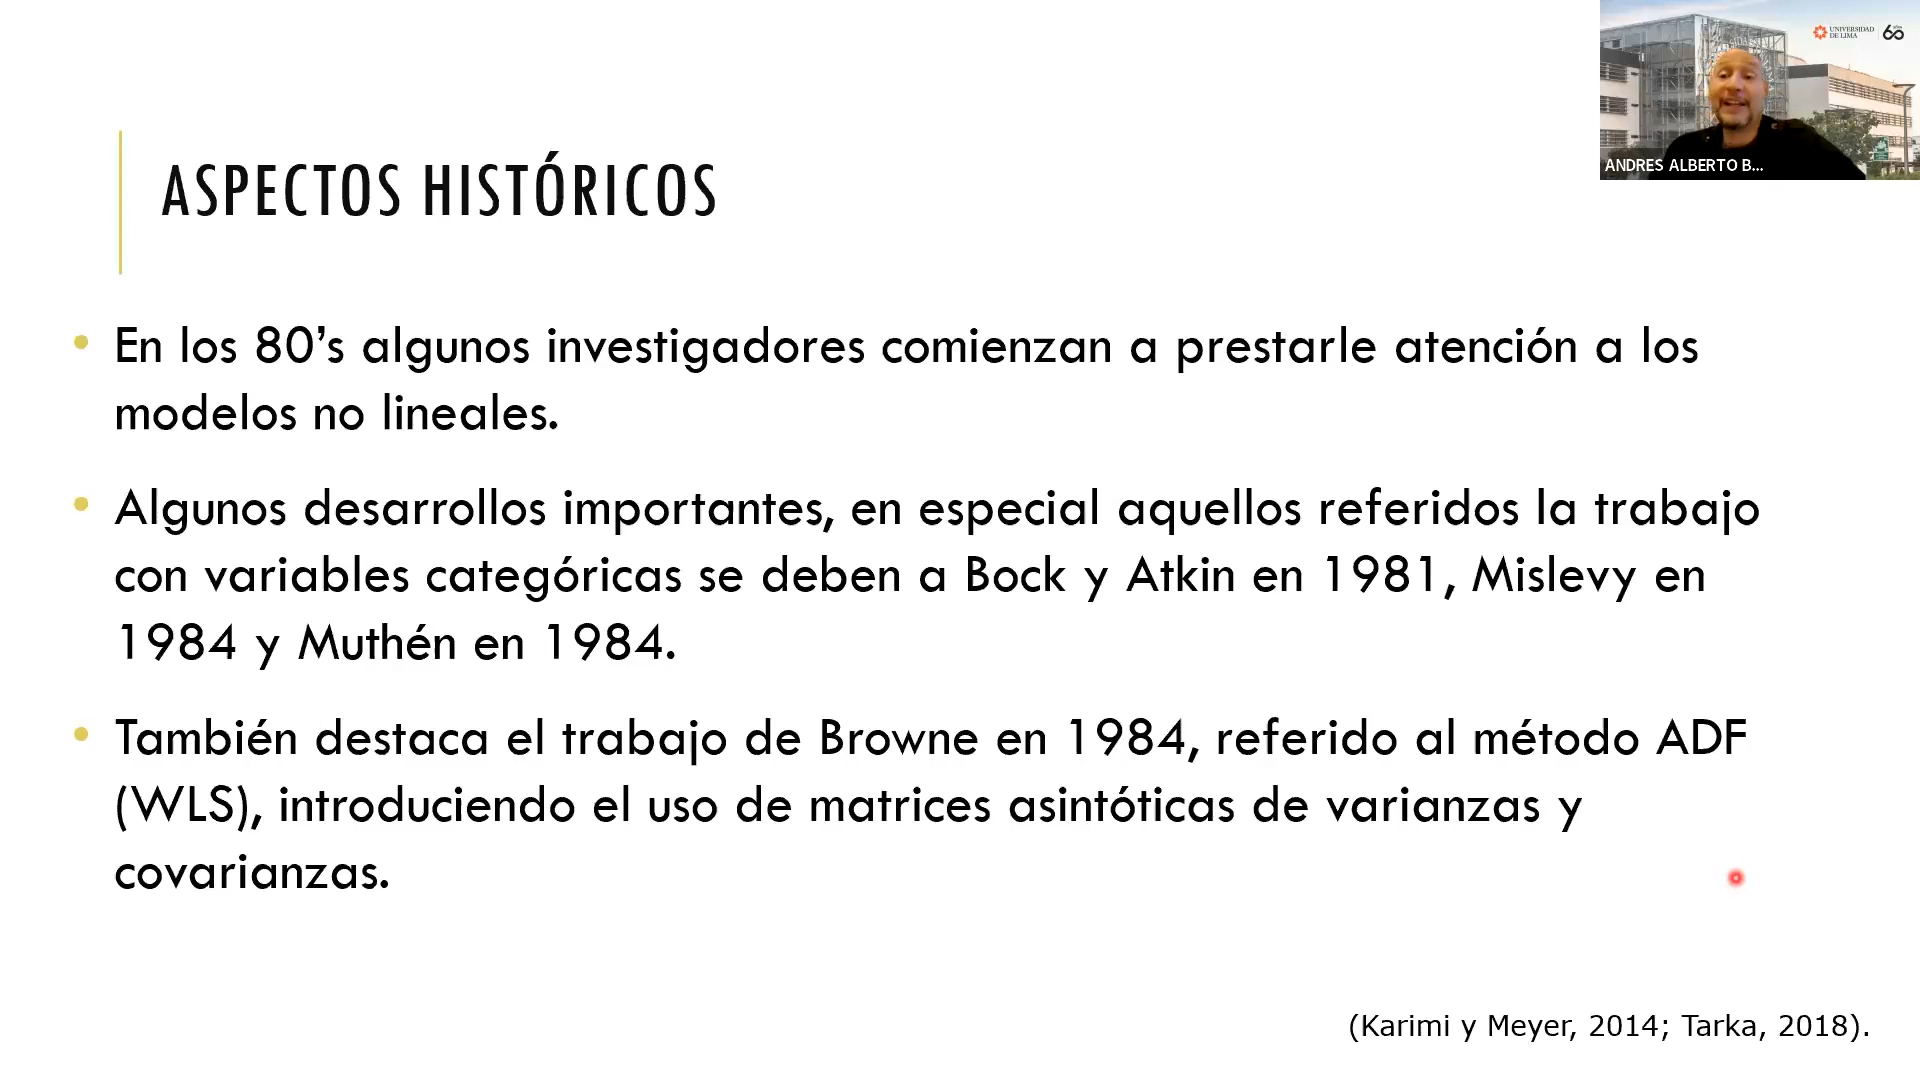 UNIVERSIDAD
DE LIMA
60
ANDRES ALBERTO B...
ASPECTOS HISTÓRICOS
• En los 80’s algunos investigadores comienzan a prestarle atención a los
modelos no lineales.
• Algunos desarrollos importantes, en especial aquellos referidos la trabajo
con variables categóricas se deben a Bock y Atkin en 1981, Mislevy en
1984 y Muthén en 1984.
• También destaca el trabajo de Browne en 1984, referido al método ADF
(WLS), introduciendo el uso de matrices asintóticas de varianzas y
covarianzas.
(Karimi y Meyer, 2014; Tarka, 2018).